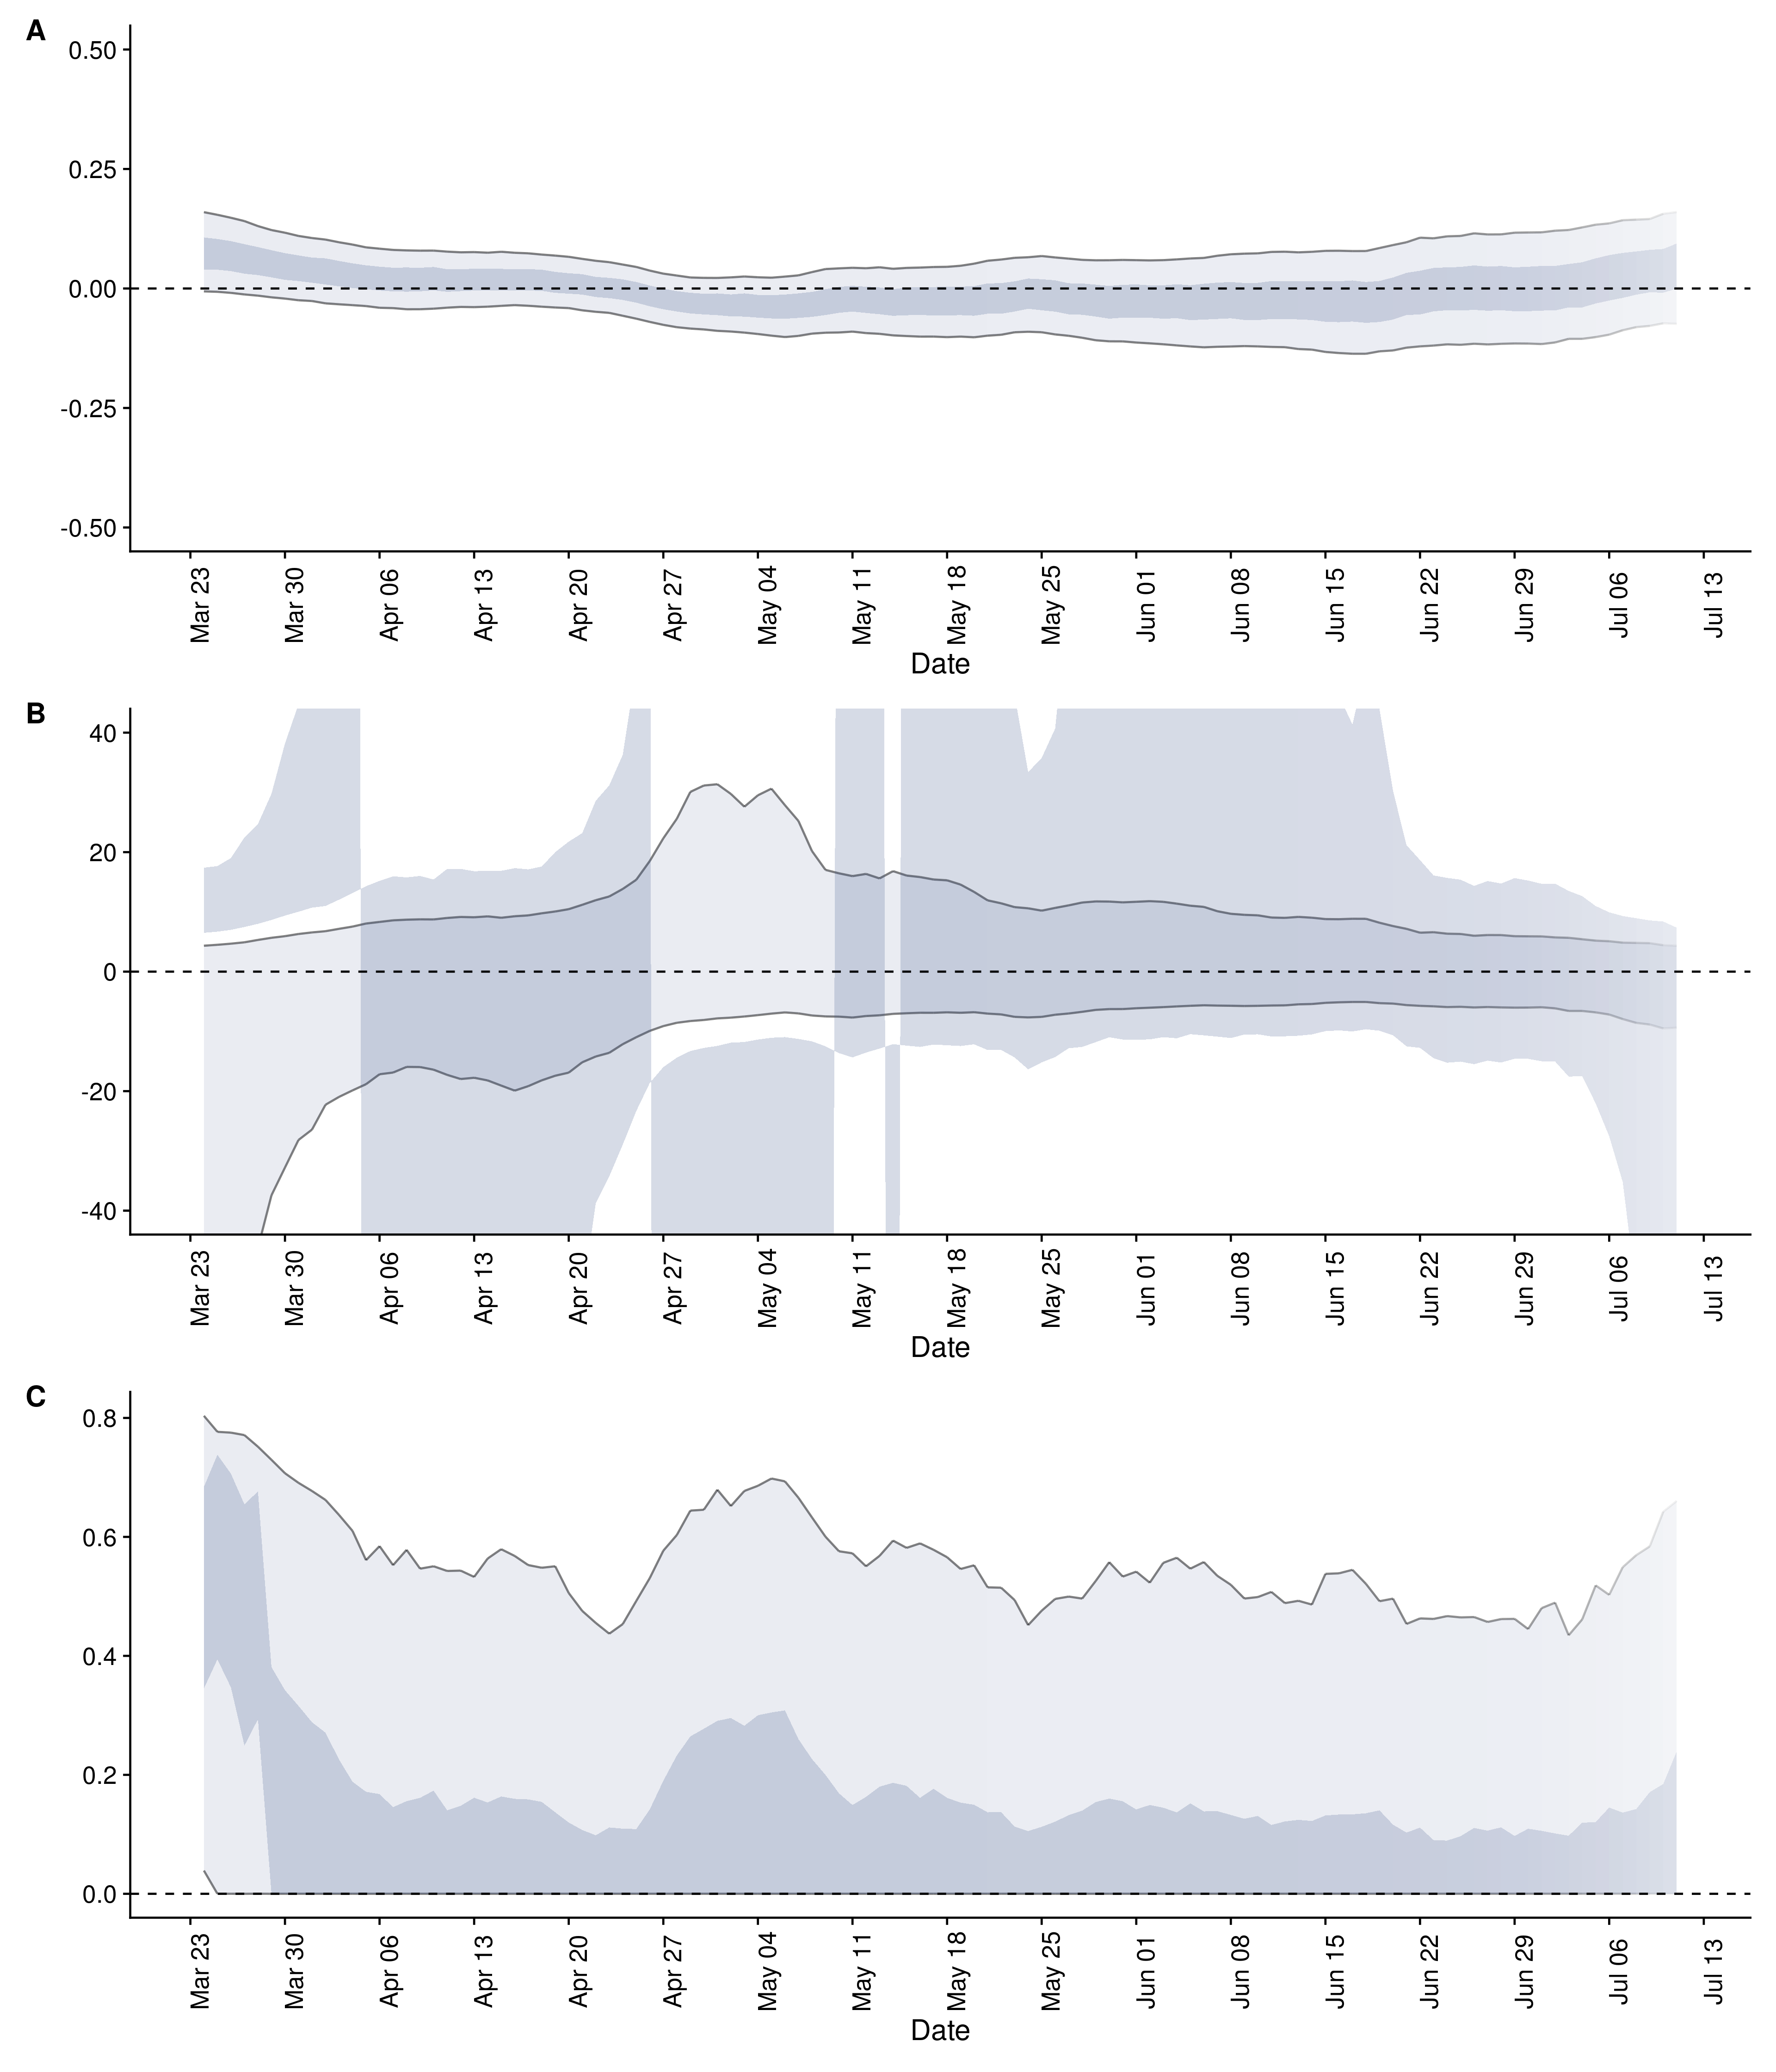 A
0.50
0.25
0.00
-0.25
-0.50
Mar 23
Mar 30
Apr 06
Apr 13
Apr 20
Apr 27
May 04
May 11
May 18
May 25
Jun 01
Jun 08
Jun 15
Jun 22
Jun 29
Jul 06
Jul 13
Date
B
40
20
0
-20
-40
Mar 23
Mar 30
Apr 06
Apr 13
Apr 20
Apr 27
May 04
May 11
May 18
May 25
Jun 01
Jun 08
Jun 15
Jun 22
Jun 29
Jul 06
Jul 13
Date
C
0.8
0.6
0.4
0.2
0.0
Mar 23
Mar 30
Apr 06
Apr 13
Apr 20
Apr 27
May 04
May 11
May 18
May 25
Jun 01
Jun 08
Jun 15
Jun 22
Jun 29
Jul 06
Jul 13
Date